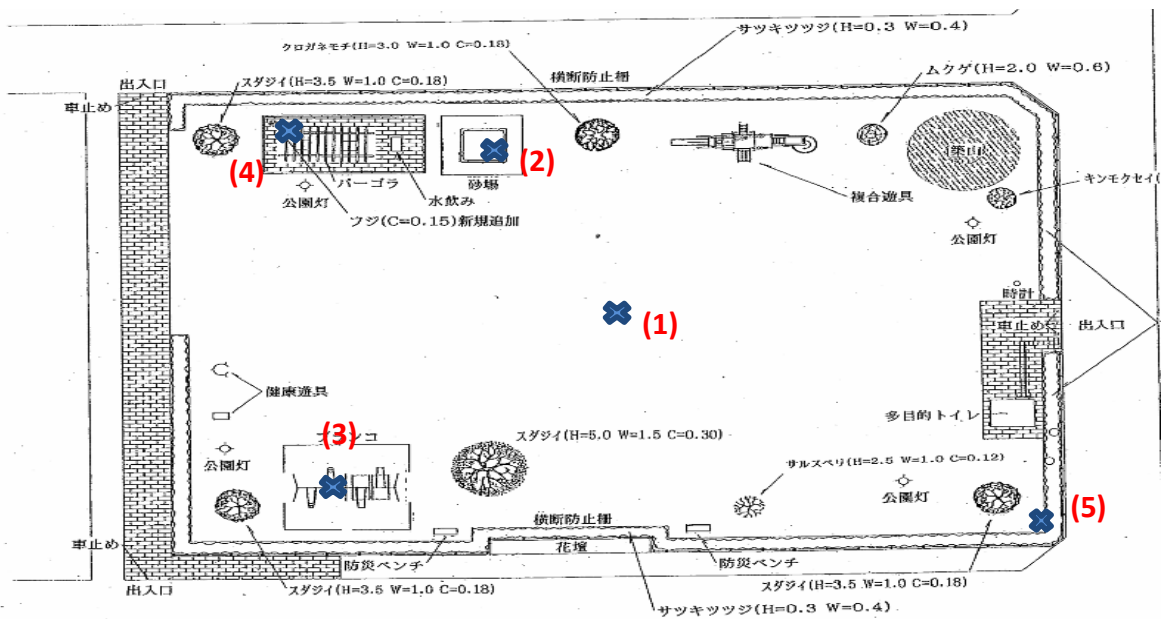 サツキツツジ(H=0.3 W=0.4)
クロガネモチ(H=3.0 W=1.0 C=0.18)
ムクゲ(H=2.0 W=0.6)
横断防止柵
スダジイ(H=3.5 W=1.0 C=0.18)
出入口
車止め
築山
(4)
(2)
パーゴラ
砂場
キンモクセイ(
公園灯
水飲み
複合遊具
フジ(C=0.15)新規追加
公園灯
時計
(1)
車止め
出入口
健康遊具
多目的トイレ
(3)
スダジイ(H=5.0 W=1.5 C=0.30)
公園灯
サルスベリ(H=2.5 W=1.0 C=0.12)
公園灯
(5)
横断防止柵
車止め
花壇
防災ベンチ
防災ベンチ
出入口
スダジイ(H=3.5 W=1.0 C=0.18)
スダジイ(H=3.5 W=1.0 C=0.18)
サツキツツジ(H=0.3 W=0.4)